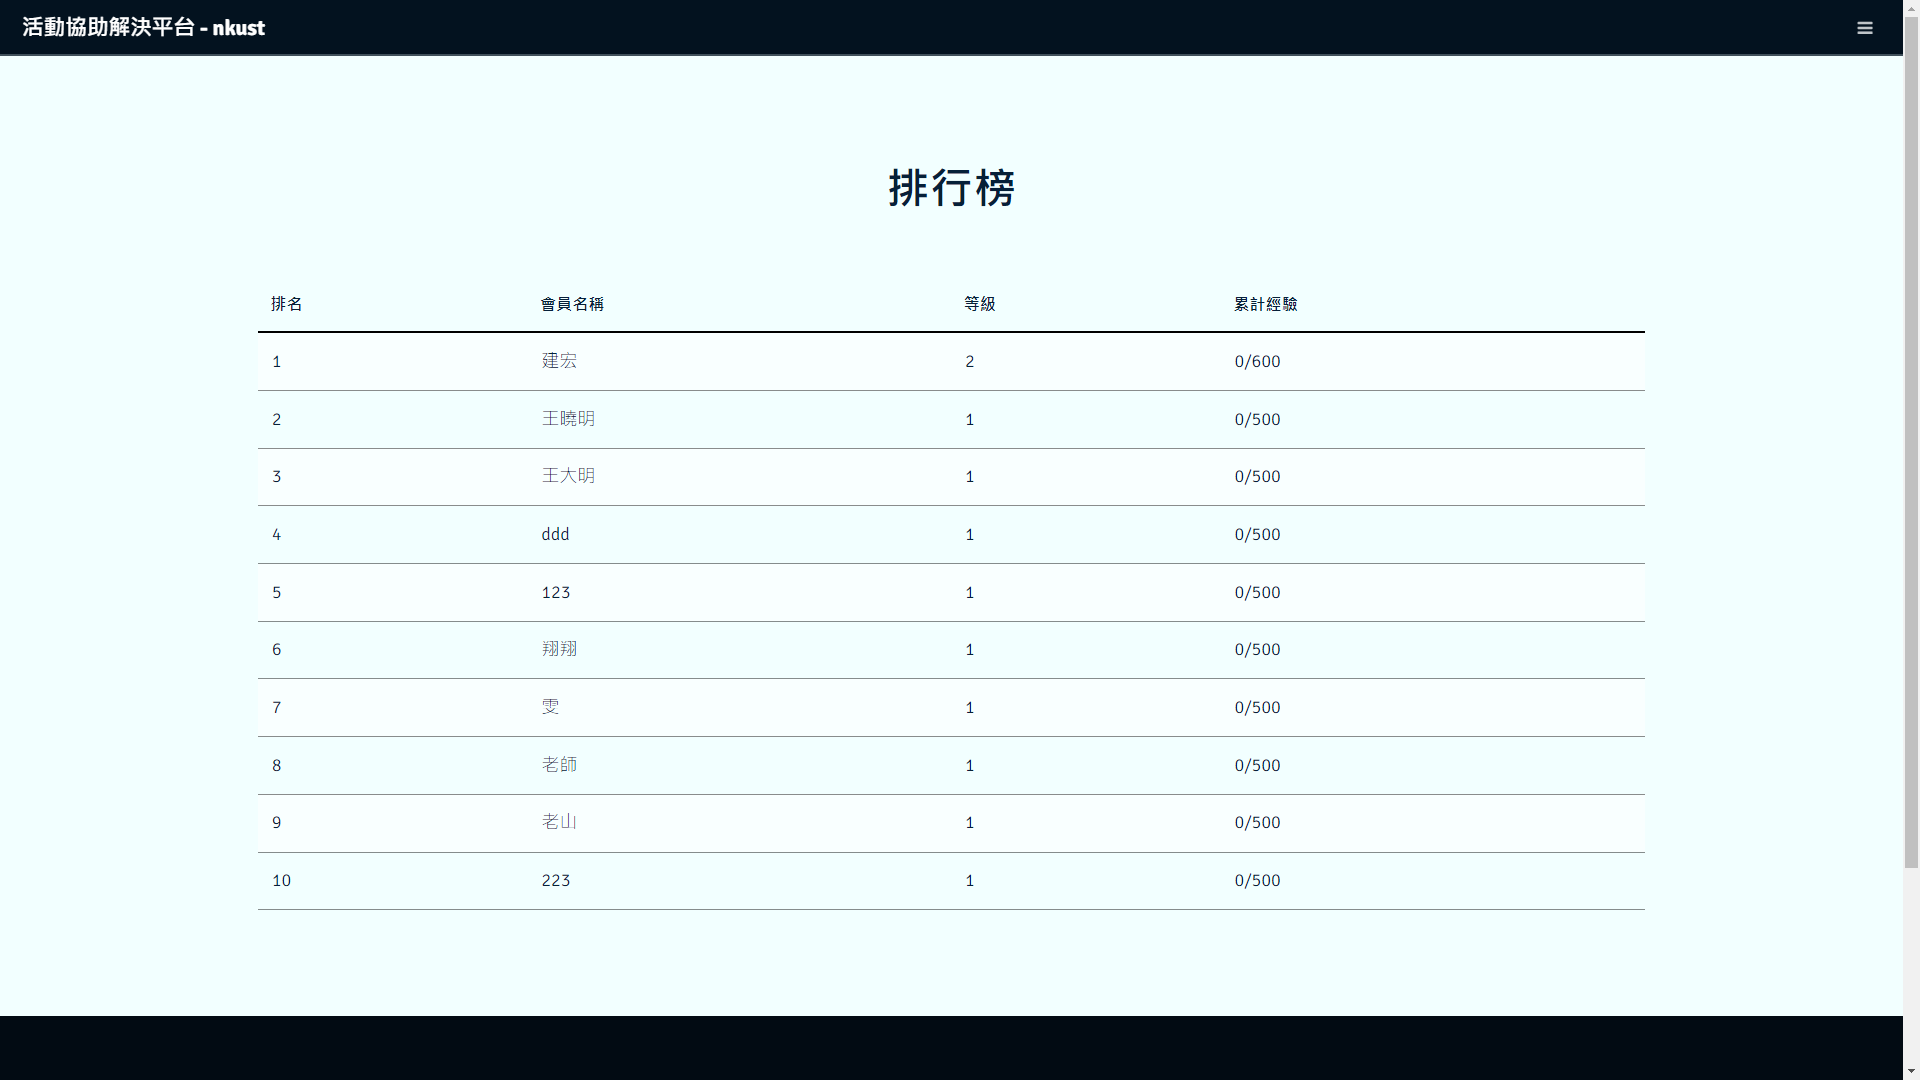 活動協助解決平台 - nkust
排行榜
排名 會員名稱 等級 累計經驗
1 建宏 2 0/600
2 王曉明 1 0/500
3 王大明 1 0/500
4 ddd 1 0/500
5 123 1 0/500
6 翔翔 1 0/500
7 雯 1 0/500
8 老師 1 0/500
9 老山 1 0/500
10 223 1 0/500